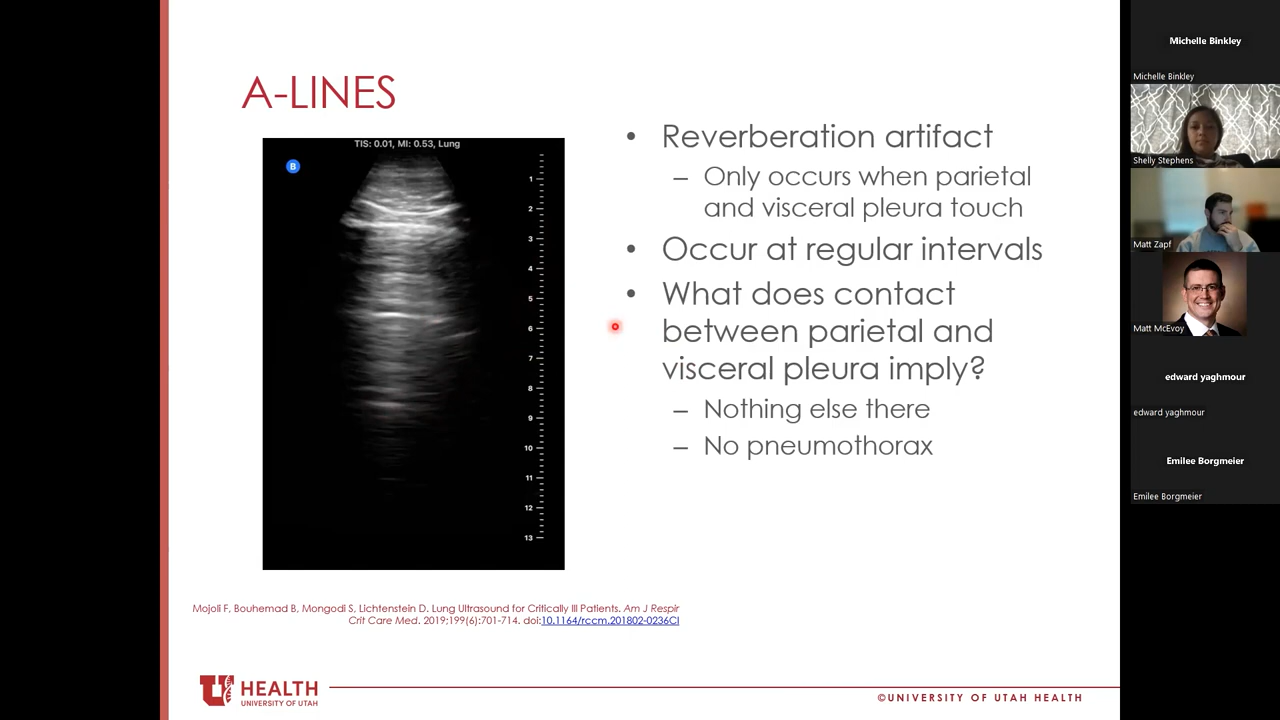 A-LINES
TIS: 0.01, MI: 0.53, Lung
B
1
2
3
4
5
6
7
8
9
10
11
12
13
• Reverberation artifact
– Only occurs when parietal
and visceral pleura touch
• Occur at regular intervals
• What does contact
between parietal and
visceral pleura imply?
– Nothing else there
– No pneumothorax
Mojoli F, Bouhemad B, Mongodi S, Lichtenstein D. Lung Ultrasound for Critically Ill Patients. Am J Respir
Crit Care Med. 2019;199(6):701-714. doi:10.1164/rccm.201802-0236CI
U HEALTH
UNIVERSITY OF UTAH
©UNIVERSITY OF UTAH HEALTH
Michelle Binkley
Michelle Binkley
Shelly Stephens
Matt Zapf
Matt McEvoy
edward yaghmour
edward yaghmour
Emilee Borgmeier
Emilee Borgmeier